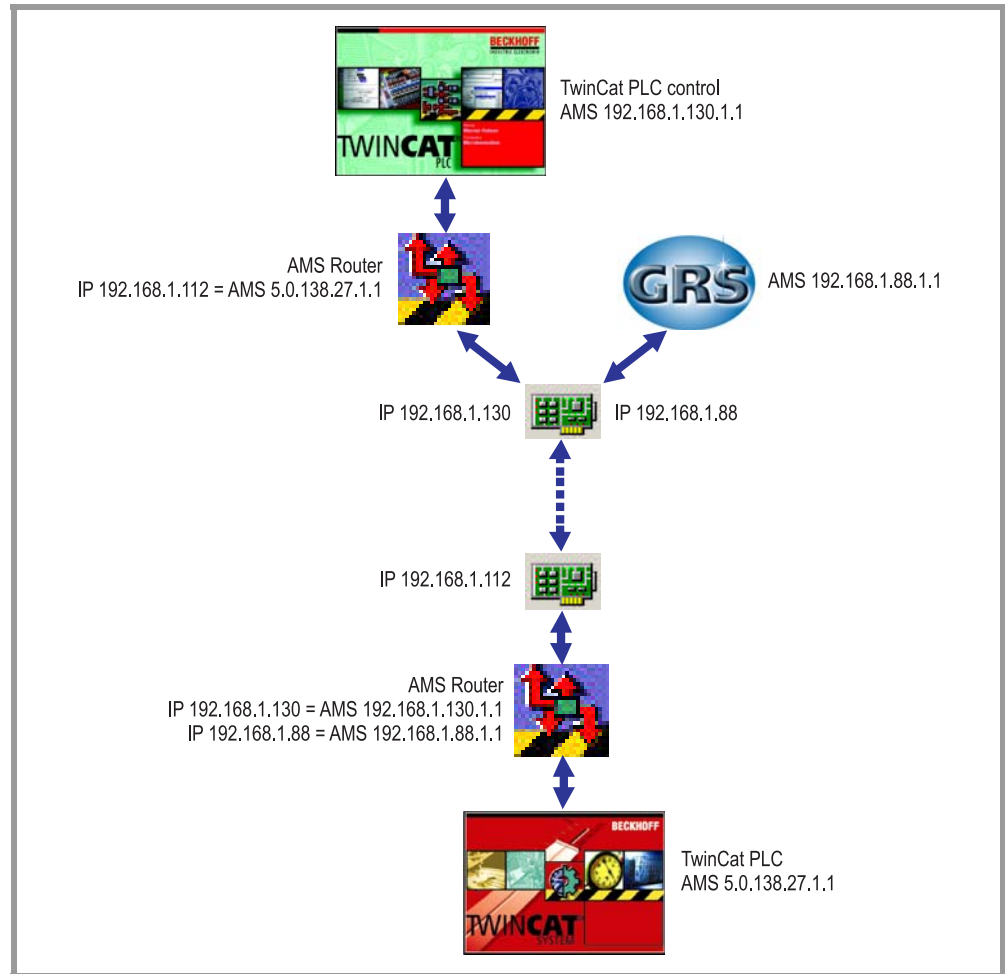 BECKHOFF
INDUSTRIE ELEKTRONIK
TWINCAT
PLC
TwinCat PLC control
AMS 192.168.1.130.1.1
AMS Router
IP 192.168.1.112 = AMS 5.0.138.27.1.1
GRS
AMS 192.168.1.88.1.1
IP 192.168.1.130
IP 192.168.1.88
IP 192.168.1.112
AMS Router
IP 192.168.1.130 = AMS 192.168.1.130.1.1
IP 192.168.1.88 = AMS 192.168.1.88.1.1
BECKHOFF
TWINCAT
SYSTEM
TwinCat PLC
AMS 5.0.138.27.1.1